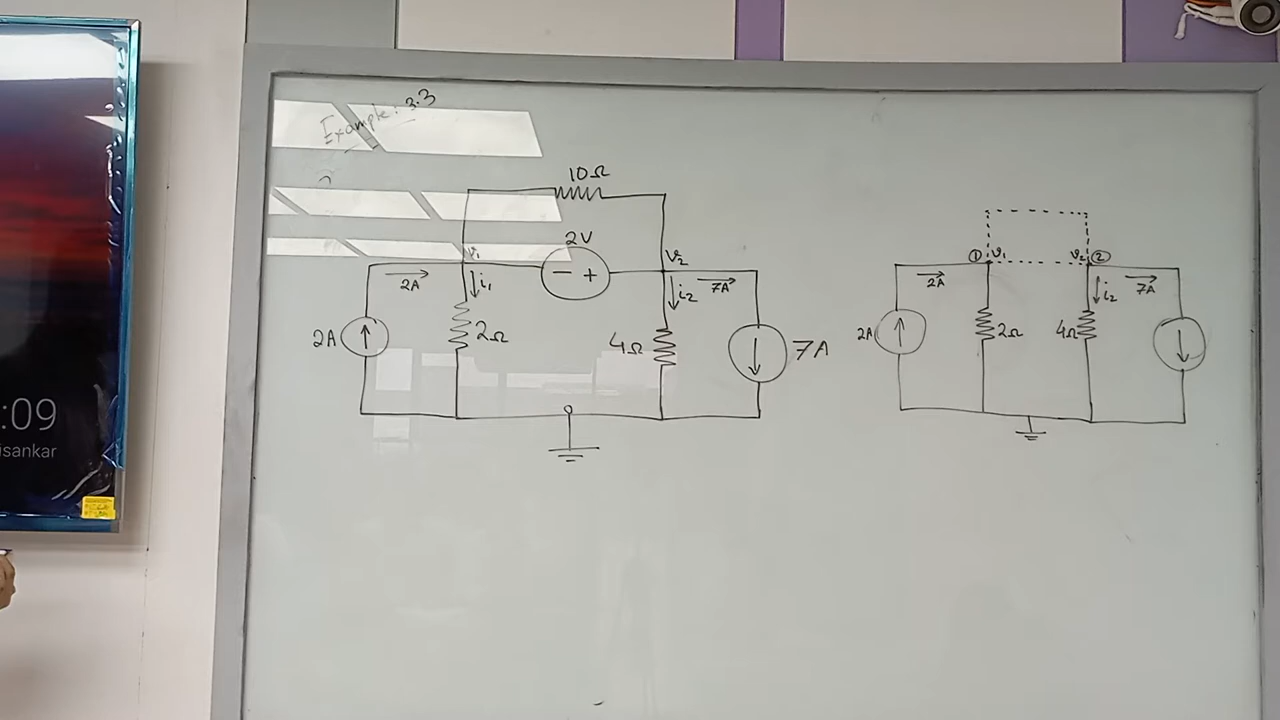 Example: 3.3
10Ω
2V
V₁
V₂
− +
2A
i₁
i₂
7A
2A
2Ω
4Ω
7A
① V₁
V₂ ②
2A
i₂
7A
2A
2Ω
4Ω
:09
isankar